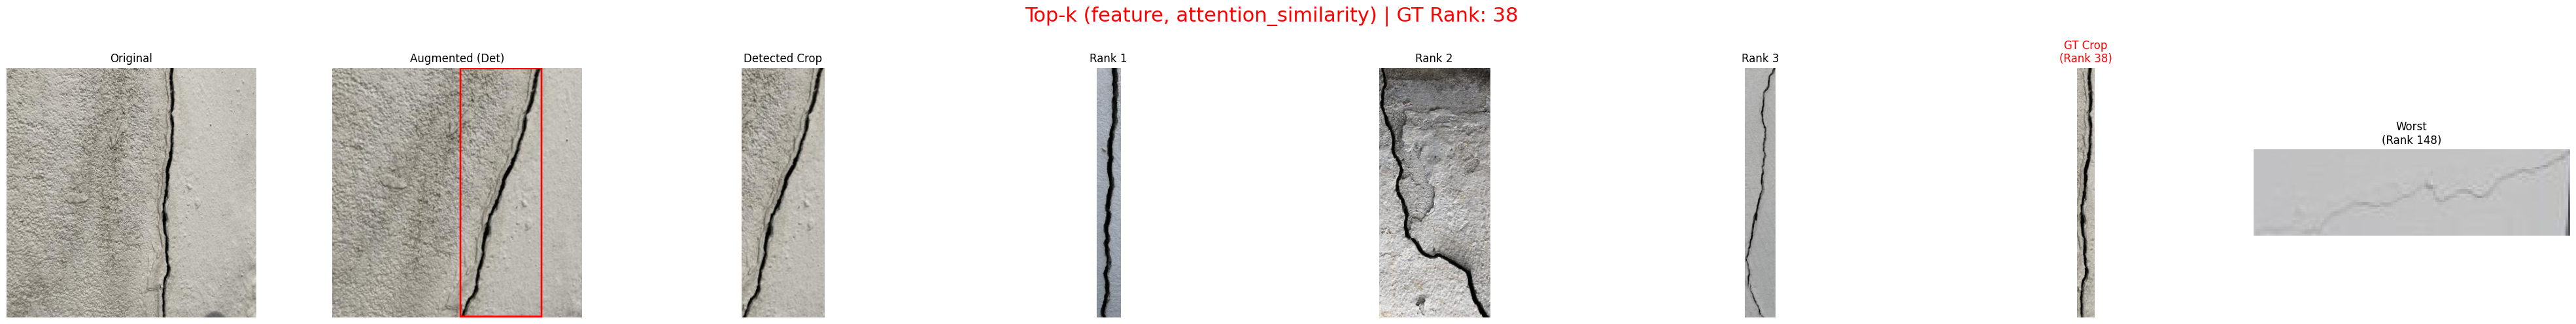 Top-k (feature, attention_similarity) | GT Rank: 38
Original
Augmented (Det)
Detected Crop
Rank 1
Rank 2
Rank 3
GT Crop
(Rank 38)
Worst
(Rank 148)